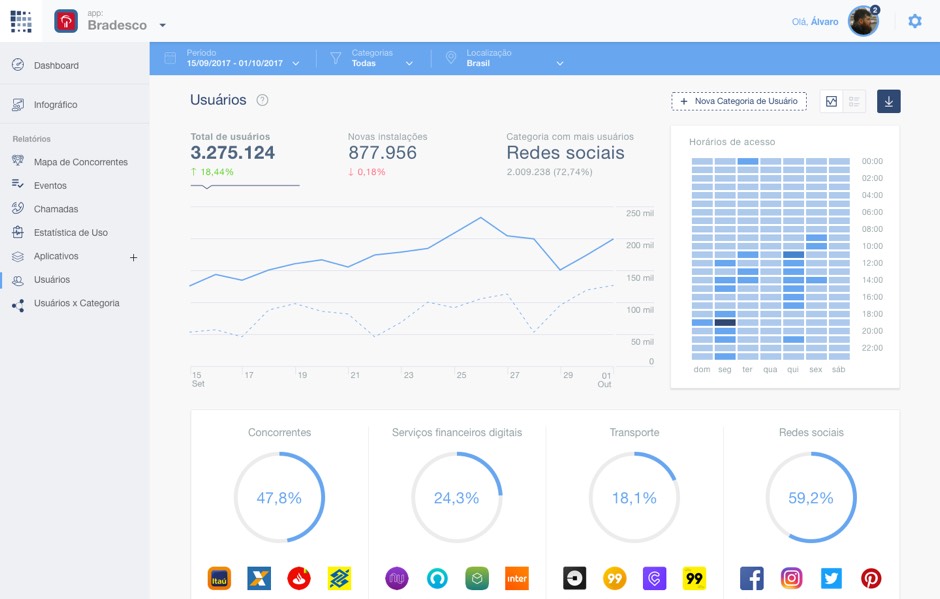 app:
Bradesco
Olá, Álvaro
2
Dashboard
Infográfico
Relatórios
Mapa de Concorrentes
Eventos
Chamadas
Estatística de Uso
Aplicativos
+
Usuários
Usuários x Categoria
Período
15/09/2017 - 01/10/2017
Categorias
Todas
Localização
Brasil
Usuários
?
+ Nova Categoria de Usuário
Total de usuários
3.275.124
↑ 18,44%
Novas instalações
877.956
↓ 0,18%
Categoria com mais usuários
Redes sociais
2.009.238 (72,74%)
250 mil
200 mil
150 mil
100 mil
50 mil
0
15 17 19 21 23 25 27 29 01
Set Out
Horários de acesso
00:00
02:00
04:00
06:00
08:00
10:00
12:00
14:00
16:00
18:00
20:00
22:00
dom seg ter qua qui sex sáb
Concorrentes
47,8%
Itaú
Serviços financeiros digitais
24,3%
nu
inter
Transporte
18,1%
99
99
Redes sociais
59,2%